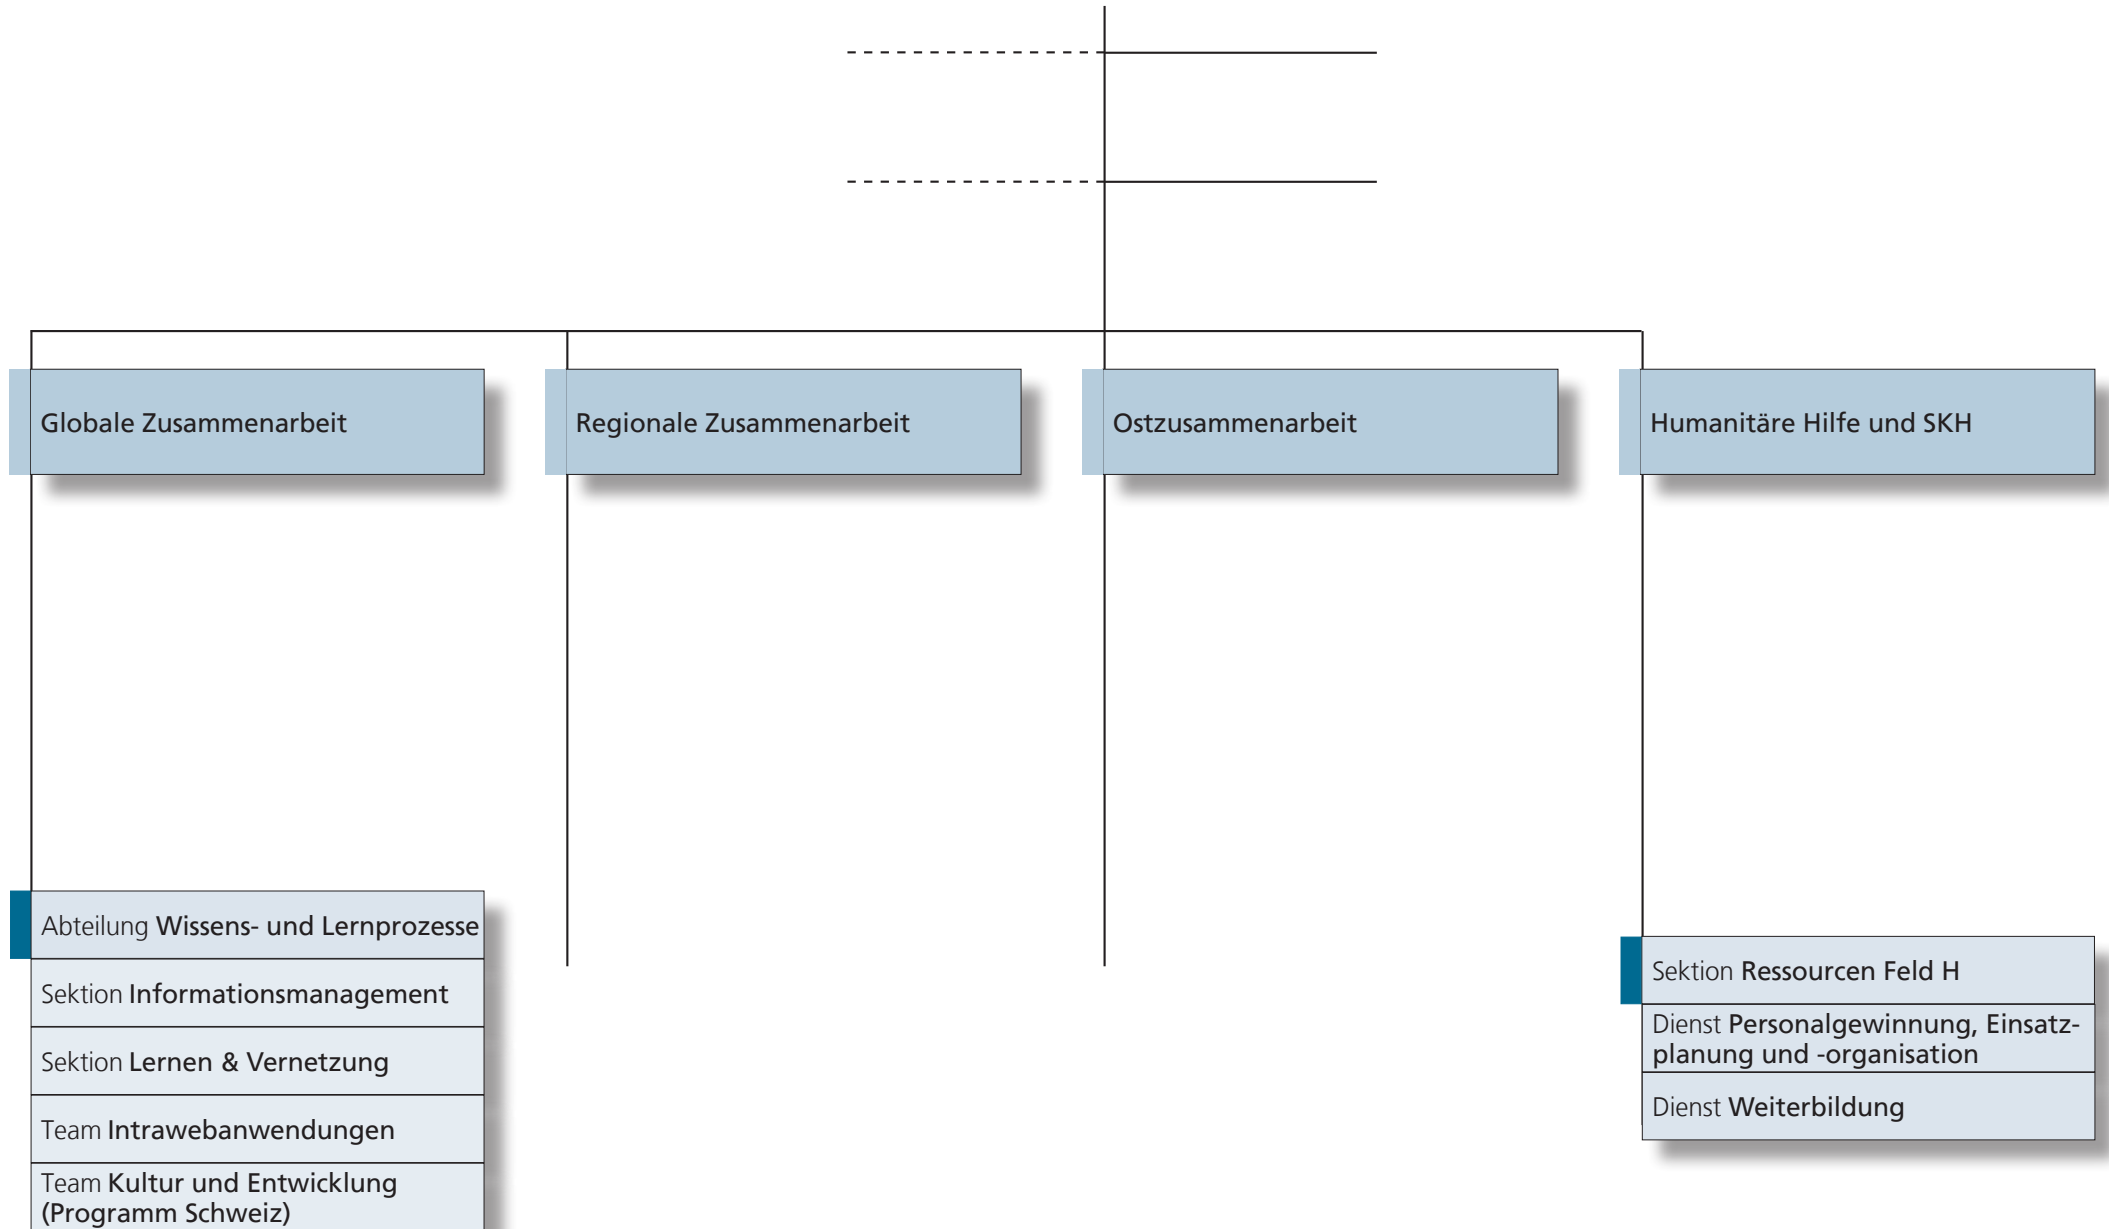 Globale Zusammenarbeit
Regionale Zusammenarbeit
Ostzusammenarbeit
Humanitäre Hilfe und SKH
Abteilung Wissens- und Lernprozesse
Sektion Informationsmanagement
Sektion Lernen & Vernetzung
Team Intrawebanwendungen
Team Kultur und Entwicklung
(Programm Schweiz)
Sektion Ressourcen Feld H
Dienst Personalgewinnung, Einsatz-
planung und -organisation
Dienst Weiterbildung